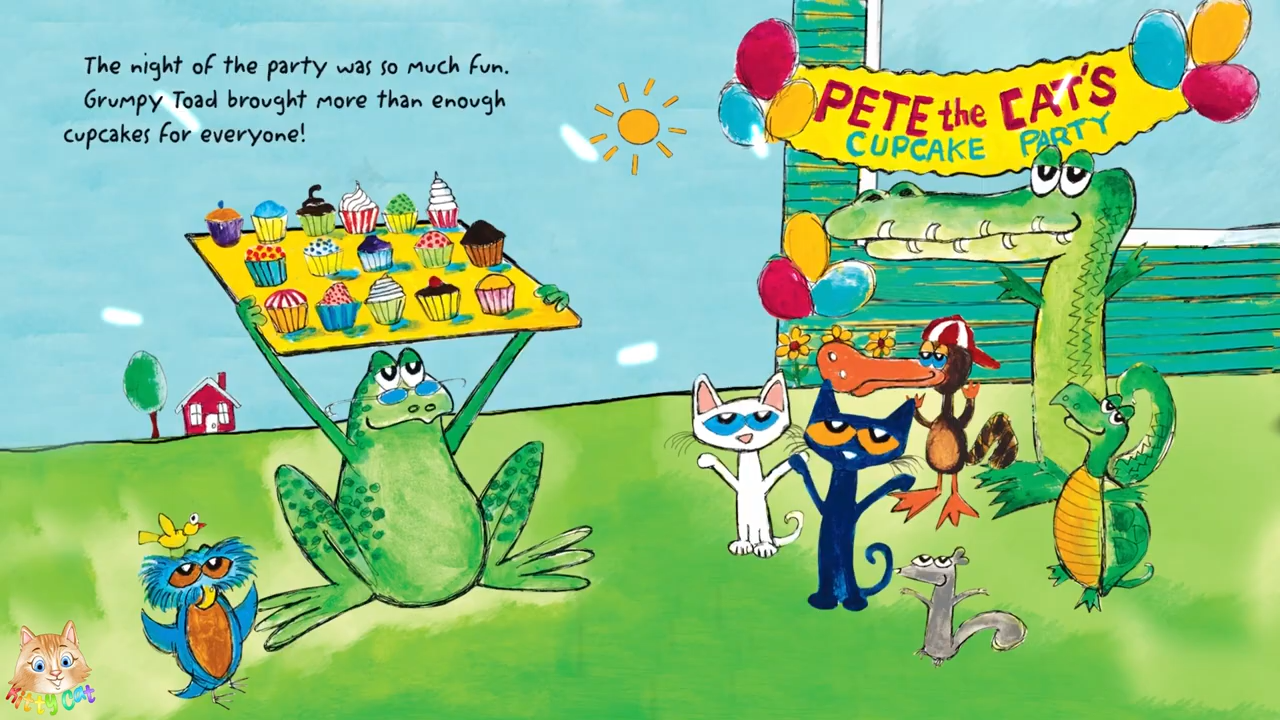 The night of the party was so much fun.
Grumpy Toad brought more than enough
cupcakes for everyone!
PETE the CAT'S
CUPCAKE PARTY
Kitty Cat